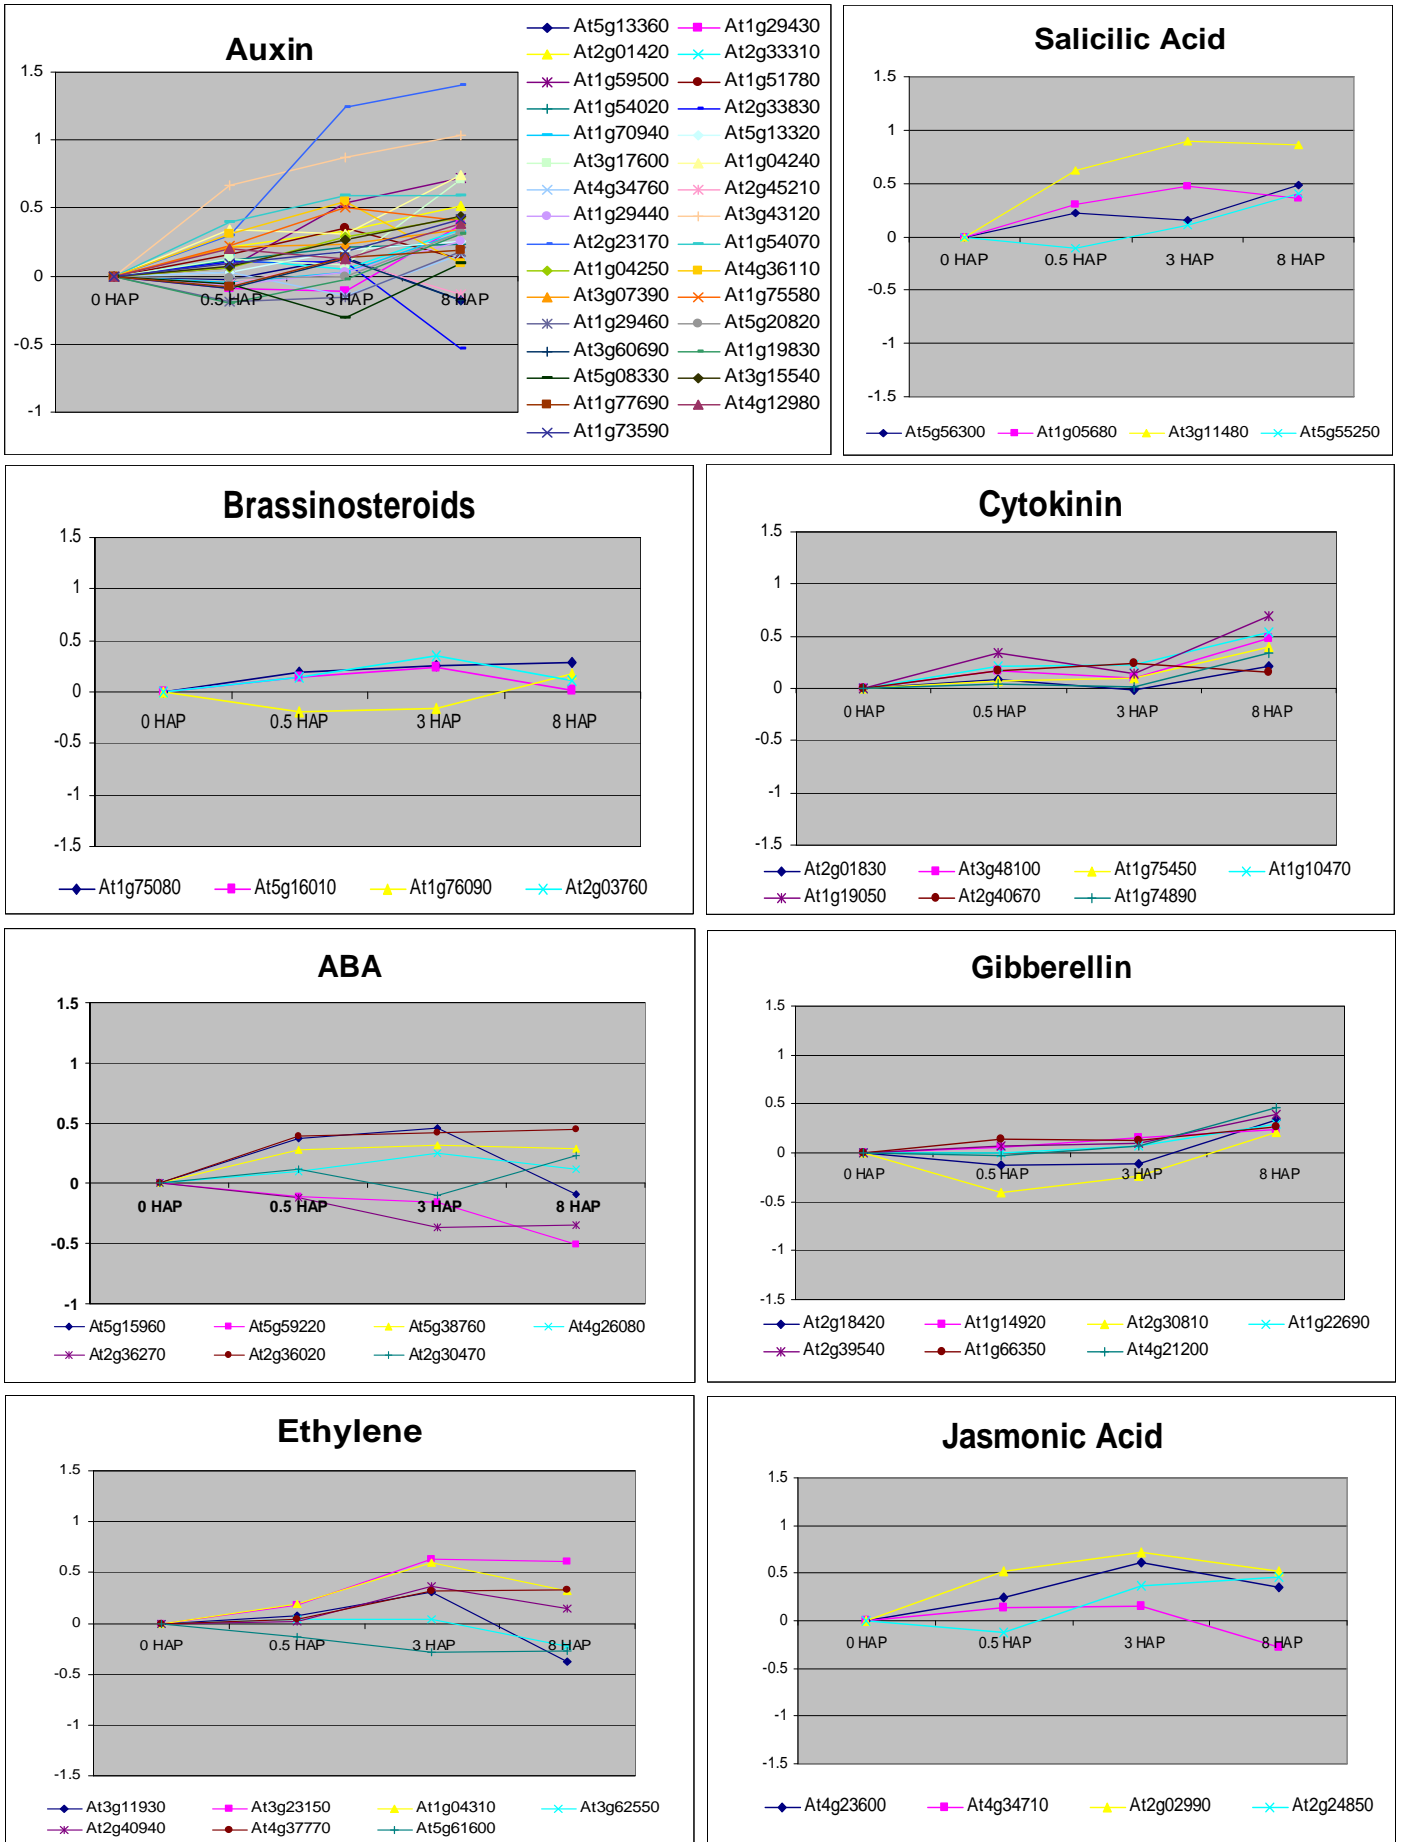 Auxin
1.5
1
0.5
0
-0.5
-1
0 HAP
0.5 HAP
3 HAP
8 HAP
At5g13360 At1g29430
At2g01420 At2g33310
At1g59500 At1g51780
At1g54020 At2g33830
At1g70940 At5g13320
At3g17600 At1g04240
At4g34760 At2g45210
At1g29440 At3g43120
At2g23170 At1g54070
At1g04250 At4g36110
At3g07390 At1g75580
At1g29460 At5g20820
At3g60690 At1g19830
At5g08330 At3g15540
At1g77690 At4g12980
At1g73590
Salicilic Acid
1.5
1
0.5
0
-0.5
-1
-1.5
0 HAP 0.5 HAP 3 HAP 8 HAP
At5g56300 At1g05680 At3g11480 At5g55250
Brassinosteroids
1.5
1
0.5
0
-0.5
-1
-1.5
0 HAP 0.5 HAP 3 HAP 8 HAP
At1g75080 At5g16010 At1g76090 At2g03760
Cytokinin
1.5
1
0.5
0
-0.5
-1
-1.5
0 HAP 0.5 HAP 3 HAP 8 HAP
At2g01830 At3g48100 At1g75450 At1g10470
At1g19050 At2g40670 At1g74890
ABA
1.5
1
0.5
0
-0.5
-1
0 HAP 0.5 HAP 3 HAP 8 HAP
At5g15960 At5g59220 At5g38760 At4g26080
At2g36270 At2g36020 At2g30470
Gibberellin
1.5
1
0.5
0
-0.5
-1
-1.5
0 HAP 0.5 HAP 3 HAP 8 HAP
At2g18420 At1g14920 At2g30810 At1g22690
At2g39540 At1g66350 At4g21200
Ethylene
1.5
1
0.5
0
-0.5
-1
-1.5
0 HAP 0.5 HAP 3 HAP 8 HAP
At3g11930 At3g23150 At1g04310 At3g62550
At2g40940 At4g37770 At5g61600
Jasmonic Acid
1.5
1
0.5
0
-0.5
-1
-1.5
0 HAP 0.5 HAP 3 HAP 8 HAP
At4g23600 At4g34710 At2g02990 At2g24850